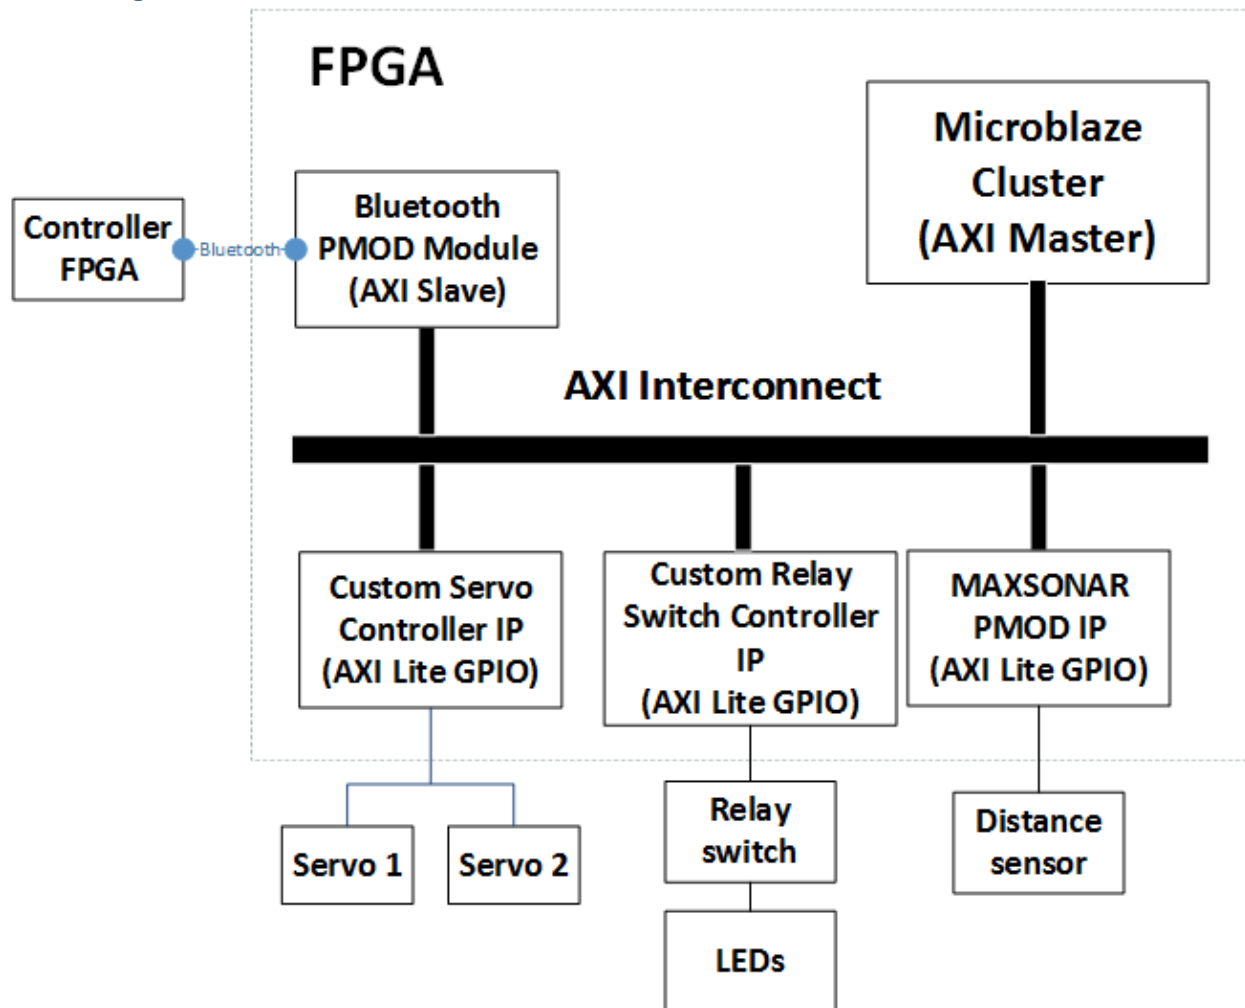 FPGA
Microblaze
Cluster
(AXI Master)
Bluetooth
PMOD Module
(AXI Slave)
Controller
FPGA
Bluetooth
AXI Interconnect
Custom Servo
Controller IP
(AXI Lite GPIO)
Custom Relay
Switch Controller
IP
(AXI Lite GPIO)
MAXSONAR
PMOD IP
(AXI Lite GPIO)
Servo 1
Servo 2
Relay
switch
Distance
sensor
LEDs